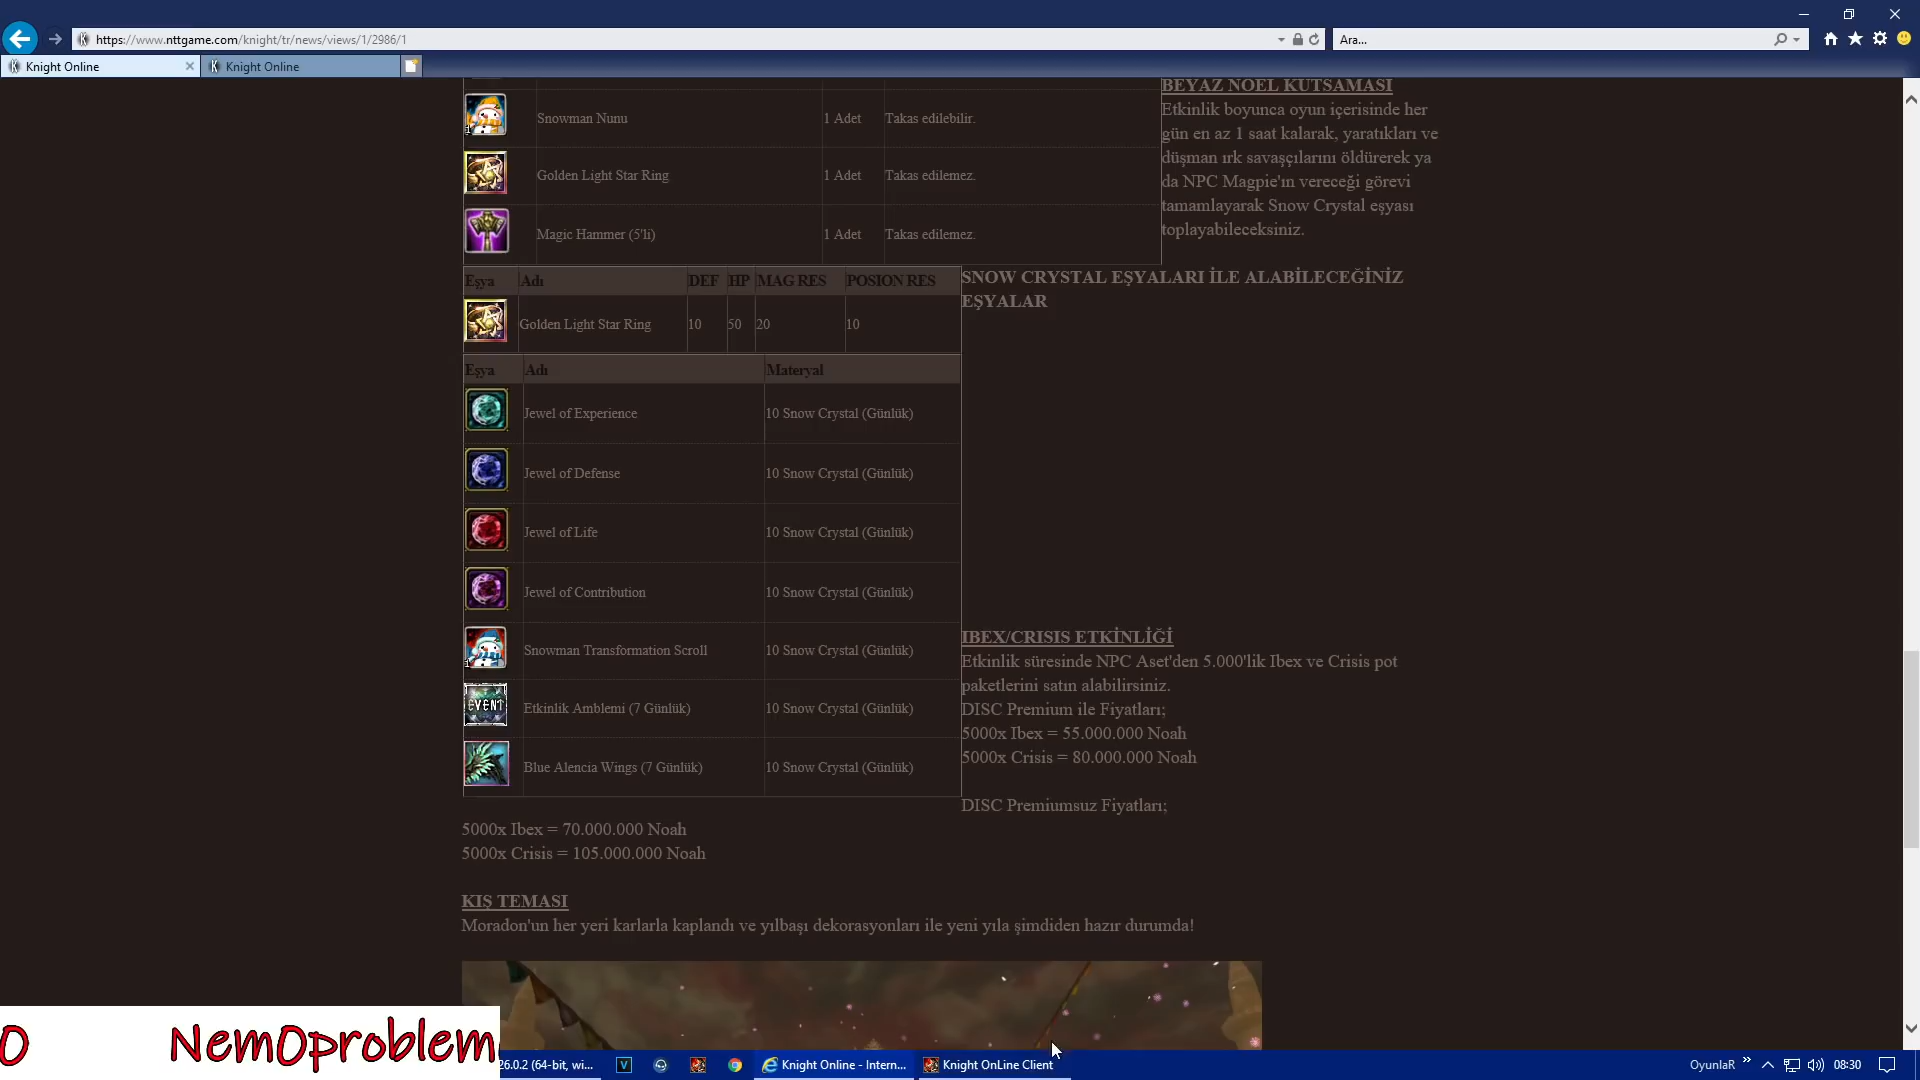 https://www.nttgame.com/knight/tr/news/views/1/2986/1
Ara...
Knight Online
Knight Online
Snowman Nunu 1 Adet Takas edilebilir.
Golden Light Star Ring 1 Adet Takas edilemez.
Magic Hammer (5'li) 1 Adet Takas edilemez.
BEYAZ NOEL KUTSAMASI
Etkinlik boyunca oyun içerisinde her
gün en az 1 saat kalarak, yaratıkları ve
düşman ırk savaşçılarını öldürerek ya
da NPC Magpie'ın vereceği görevi
tamamlayarak Snow Crystal eşyası
toplayabileceksiniz.
Eşya Adı DEF HP MAG RES POSION RES
Golden Light Star Ring 10 50 20 10
SNOW CRYSTAL EŞYALARI İLE ALABİLECEĞİNİZ
EŞYALAR
Eşya Adı Materyal
Jewel of Experience 10 Snow Crystal (Günlük)
Jewel of Defense 10 Snow Crystal (Günlük)
Jewel of Life 10 Snow Crystal (Günlük)
Jewel of Contribution 10 Snow Crystal (Günlük)
Snowman Transformation Scroll 10 Snow Crystal (Günlük)
EVENT
Etkinlik Amblemi (7 Günlük) 10 Snow Crystal (Günlük)
Blue Alencia Wings (7 Günlük) 10 Snow Crystal (Günlük)
IBEX/CRISIS ETKİNLİĞİ
Etkinlik süresinde NPC Aset'den 5.000'lik Ibex ve Crisis pot
paketlerini satın alabilirsiniz.
DISC Premium ile Fiyatları;
5000x Ibex = 55.000.000 Noah
5000x Crisis = 80.000.000 Noah
DISC Premiumsuz Fiyatları;
5000x Ibex = 70.000.000 Noah
5000x Crisis = 105.000.000 Noah
KIŞ TEMASI
Moradon'un her yeri karlarla kaplandı ve yılbaşı dekorasyonları ile yeni yıla şimdiden hazır durumda!
O NemOproblem
26.0.2 (64-bit, wi...
Knight Online - Intern...
Knight OnLine Client
OyunlaR
08:30